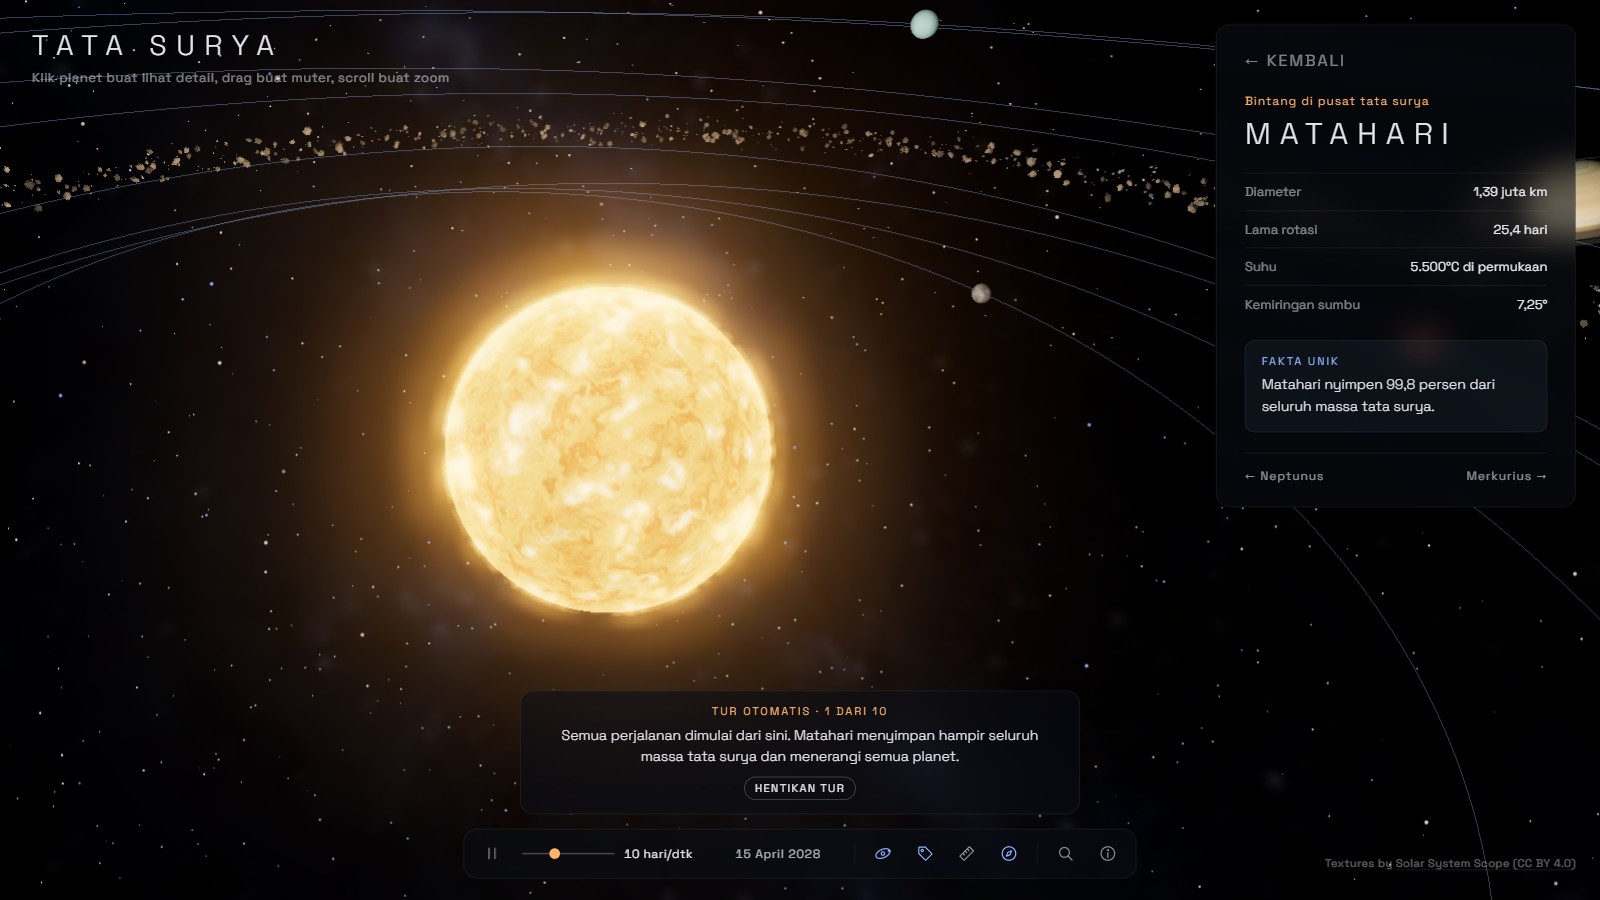 TATA SURYA
Klik planet buat lihat detail, drag buat muter, scroll buat zoom
← KEMBALI
Bintang di pusat tata surya
MATAHARI
Diameter 1,39 juta km
Lama rotasi 25,4 hari
Suhu 5.500°C di permukaan
Kemiringan sumbu 7,25°
FAKTA UNIK
Matahari nyimpen 99,8 persen dari
seluruh massa tata surya.
← Neptunus Merkurius →
TUR OTOMATIS · 1 DARI 10
Semua perjalanan dimulai dari sini. Matahari menyimpan hampir seluruh
massa tata surya dan menerangi semua planet.
HENTIKAN TUR
10 hari/dtk 15 April 2028
Textures by Solar System Scope (CC BY 4.0)